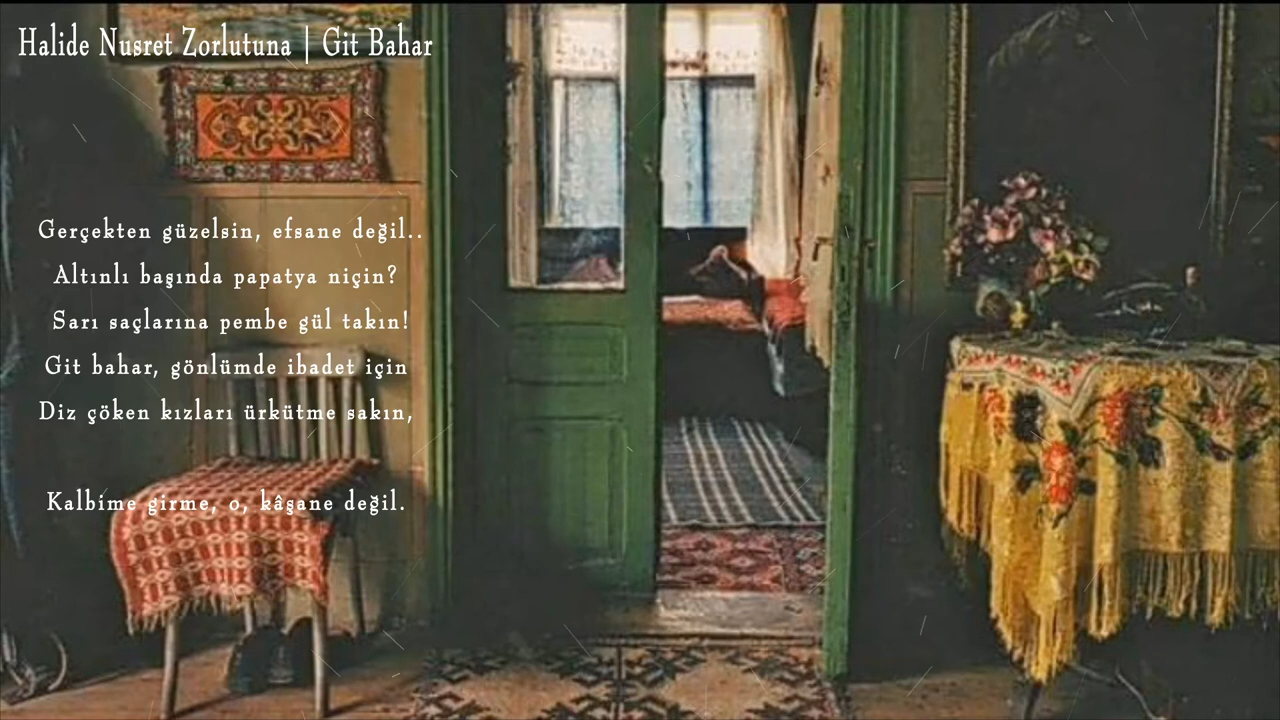 Halide Nusret Zorlutuna | Git Bahar
Gerçekten güzelsin, efsane değil..
Altınlı başında papatya niçin?
Sarı saçlarına pembe gül takın!
Git bahar, gönlümde ibadet için
Diz çöken kızları ürkütme sakın,
Kalbime girme, o, kâşane değil.